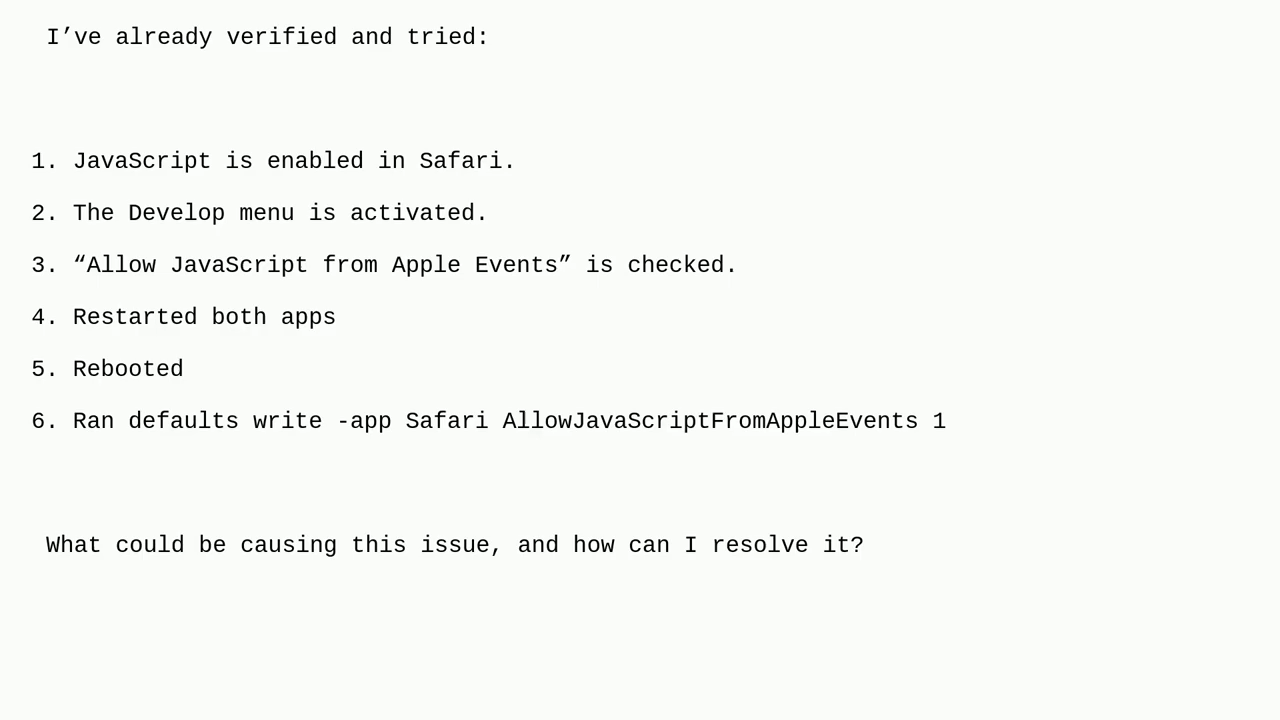 I’ve already verified and tried:
1. JavaScript is enabled in Safari.
2. The Develop menu is activated.
3. “Allow JavaScript from Apple Events” is checked.
4. Restarted both apps
5. Rebooted
6. Ran defaults write -app Safari AllowJavaScriptFromAppleEvents 1
What could be causing this issue, and how can I resolve it?